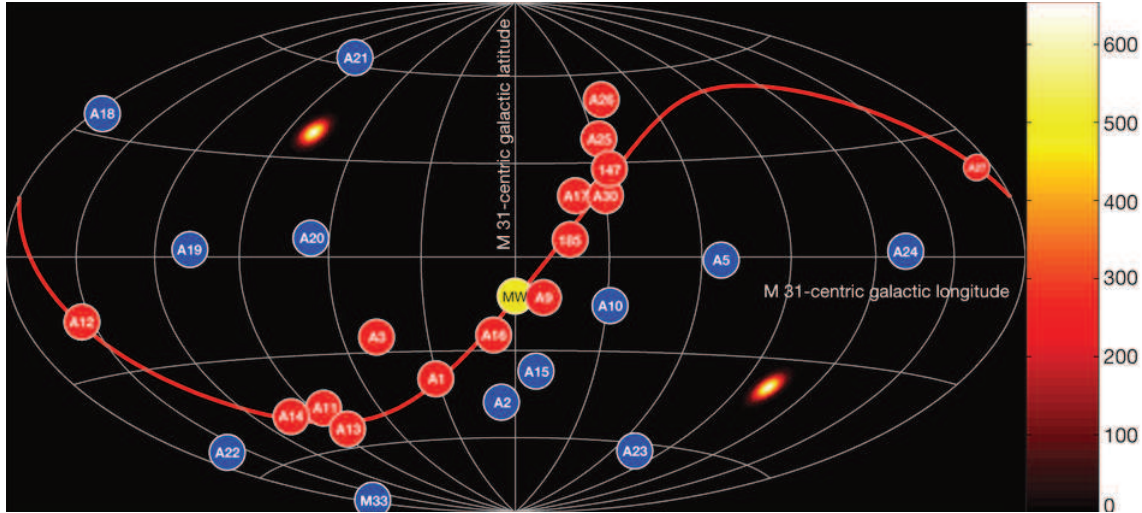 A21
600
A26
A18
500
A25
147
A27
A17
A30
400
M 31-centric galactic latitude
185
A20
A19
A24
A5
300
M 31-centric galactic longitude
MW
A9
A10
A12
A3
A16
200
A15
A1
A2
A11
A14
A13
100
A22
A23
M33
0